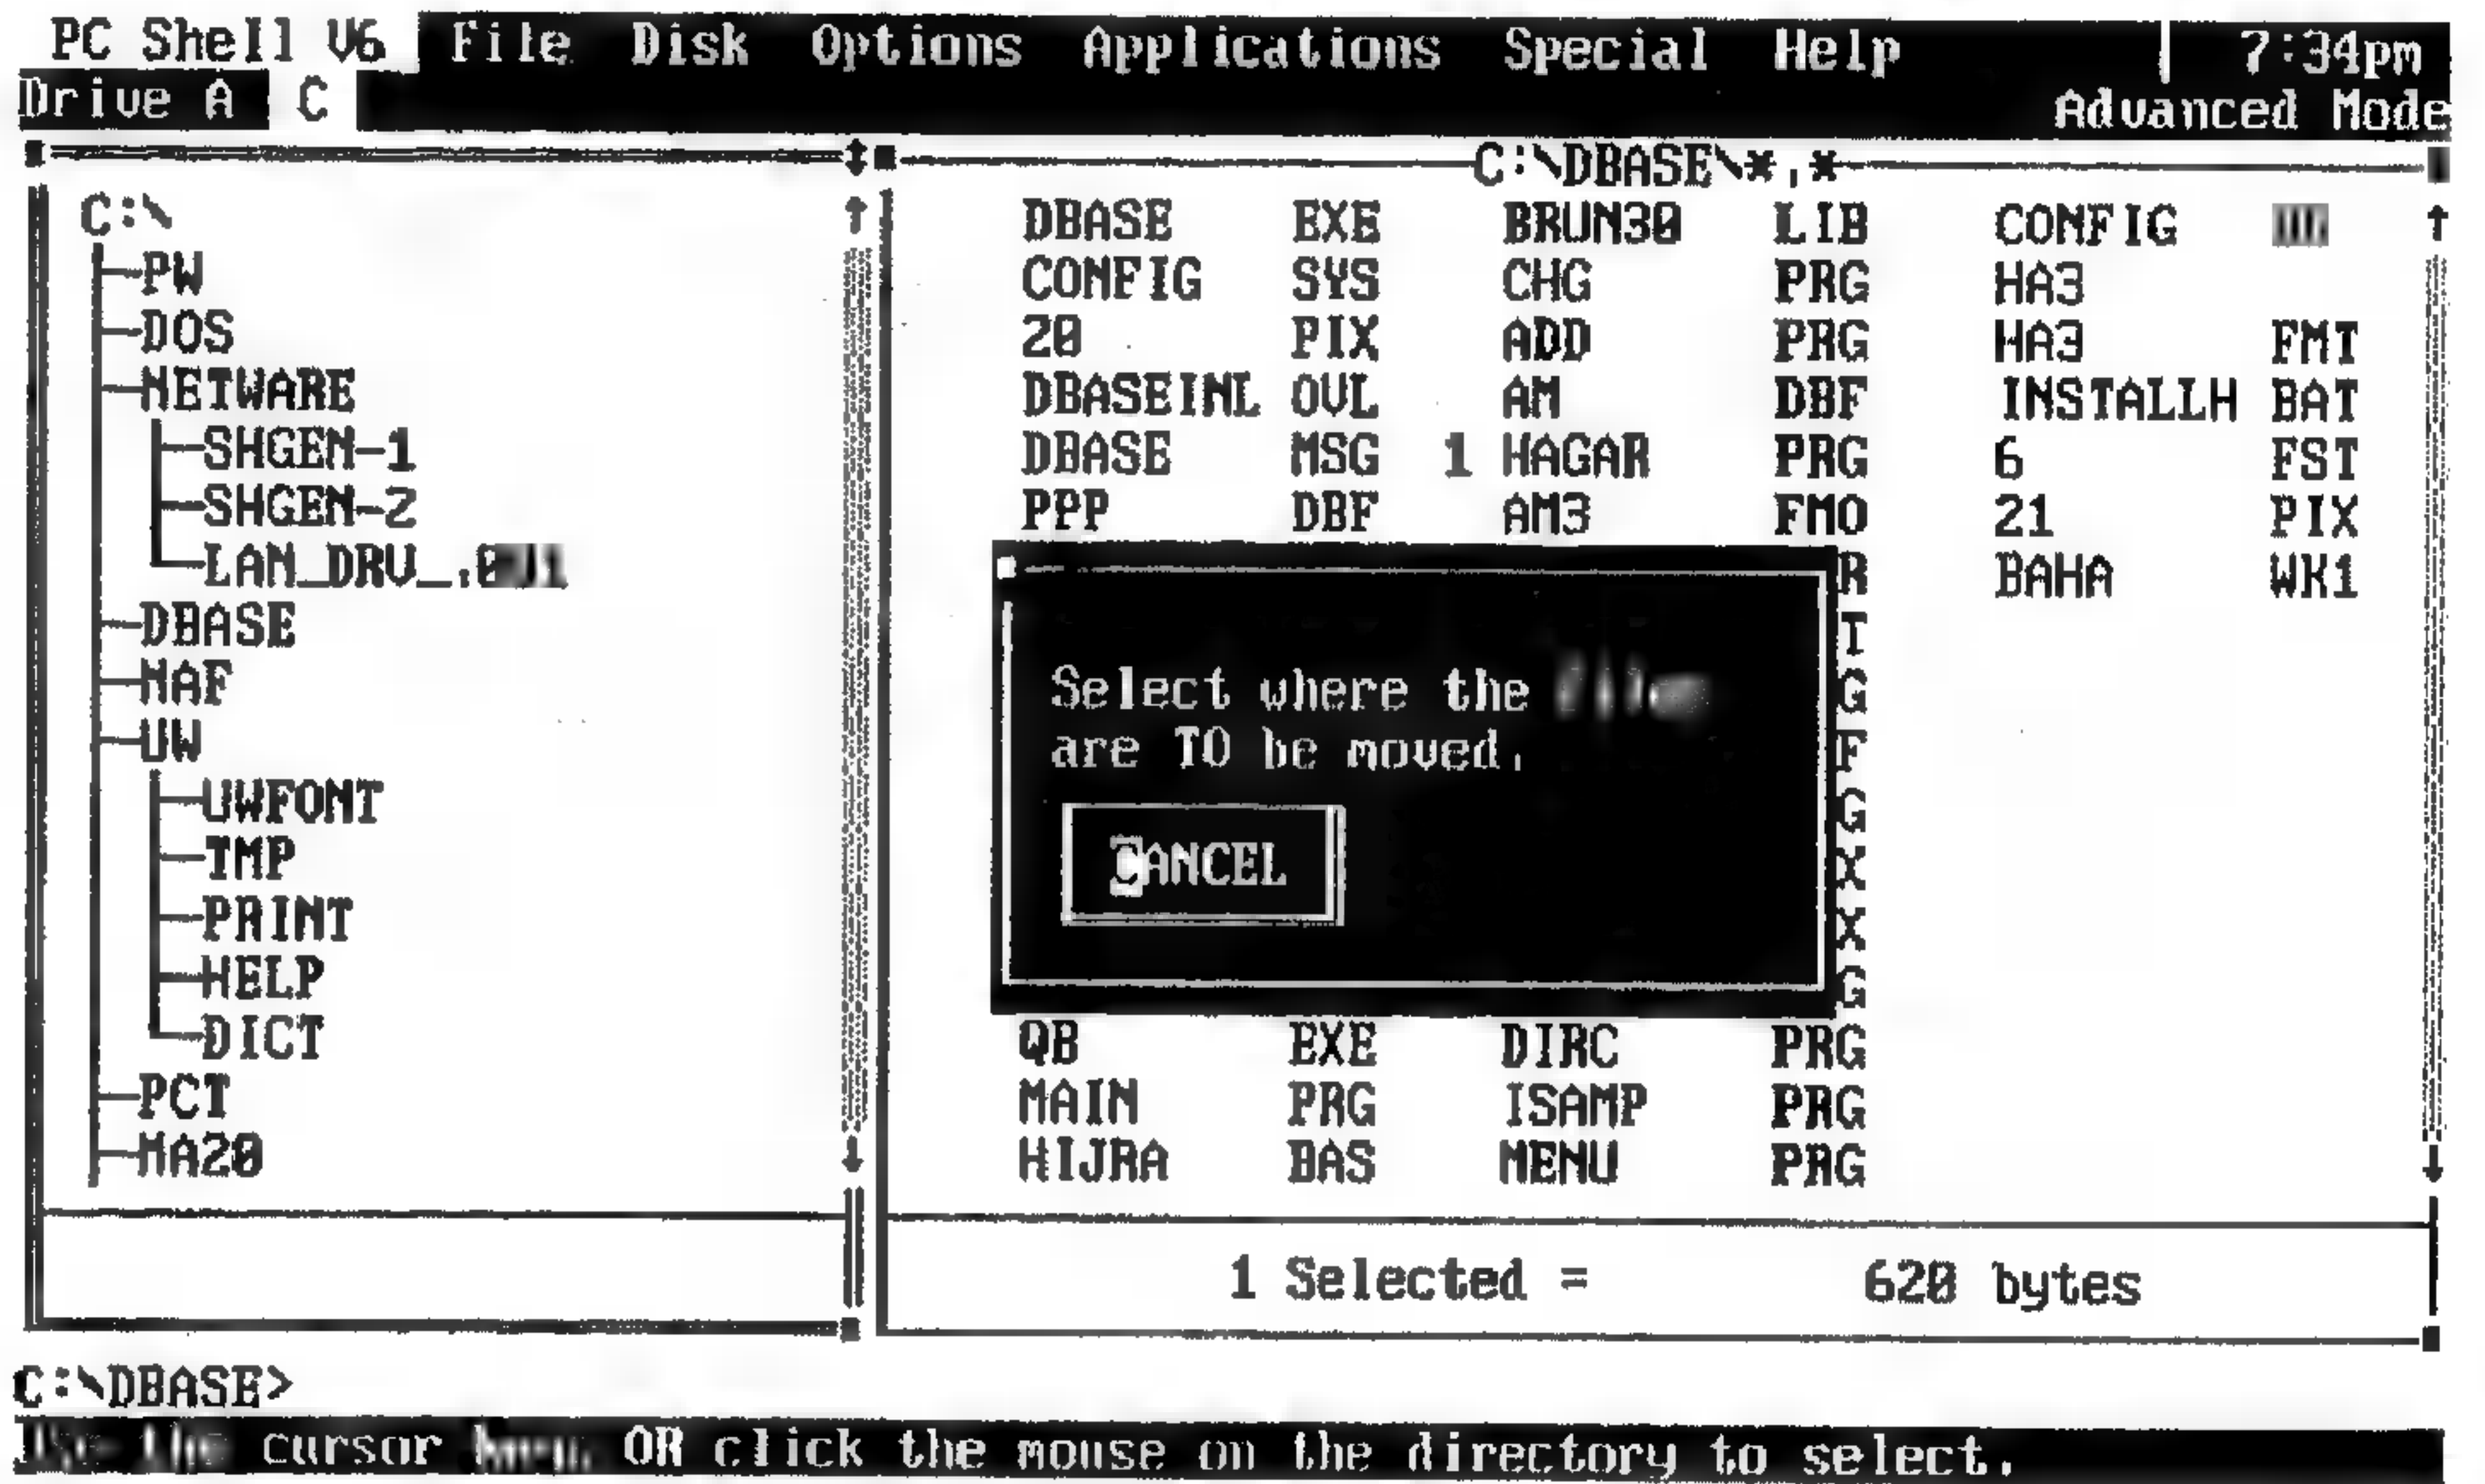 PC Shell V6 File Disk Options Applications Special Help 7:34pm
Drive A C Advanced Mode
C:\
PW
DOS
NETWARE
SHGEN-1
SHGEN-2
LAN_DRV_
DBASE
MAF
UW
UWFONT
TMP
PRINT
HELP
DICT
PCT
MA20
C:\DBASE\*.*
DBASE EXE BRUN30 LIB CONFIG
CONFIG SYS CHG PRG HA3
20 PIX ADD PRG HA3 FMT
DBASEINL OVL AM DBF INSTALLH BAT
DBASE MSG 1 HAGAR PRG 6 FST
PPP DBF AM3 FMO 21 PIX
R BAHA WK1
T
G
F
G
X
X
G
QB EXE DIRC PRG
MAIN PRG ISAMP PRG
HIJRA BAS MENU PRG
Select where the
are TO be moved.
CANCEL
1 Selected = 620 bytes
C:\DBASE>
cursor OR click the mouse on the directory to select.